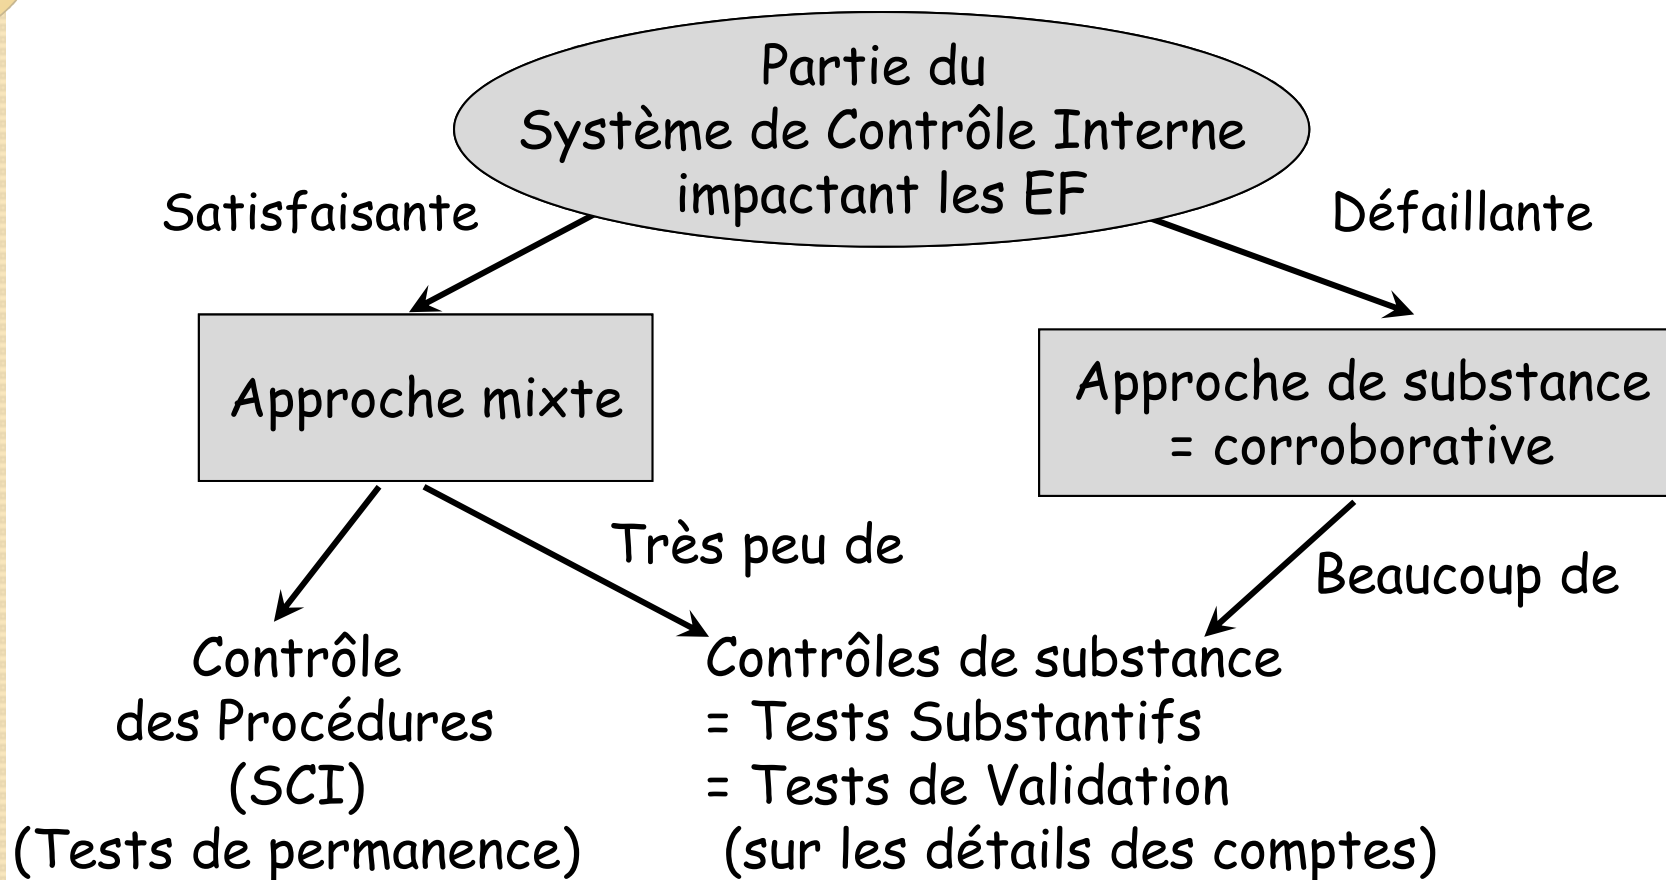 Partie du
Système de Contrôle Interne
impactant les EF
Satisfaisante
Défaillante
Approche mixte
Approche de substance
= corroborative
Très peu de
Beaucoup de
Contrôle
des Procédures
(SCI)
(Tests de permanence)
Contrôles de substance
= Tests Substantifs
= Tests de Validation
(sur les détails des comptes)